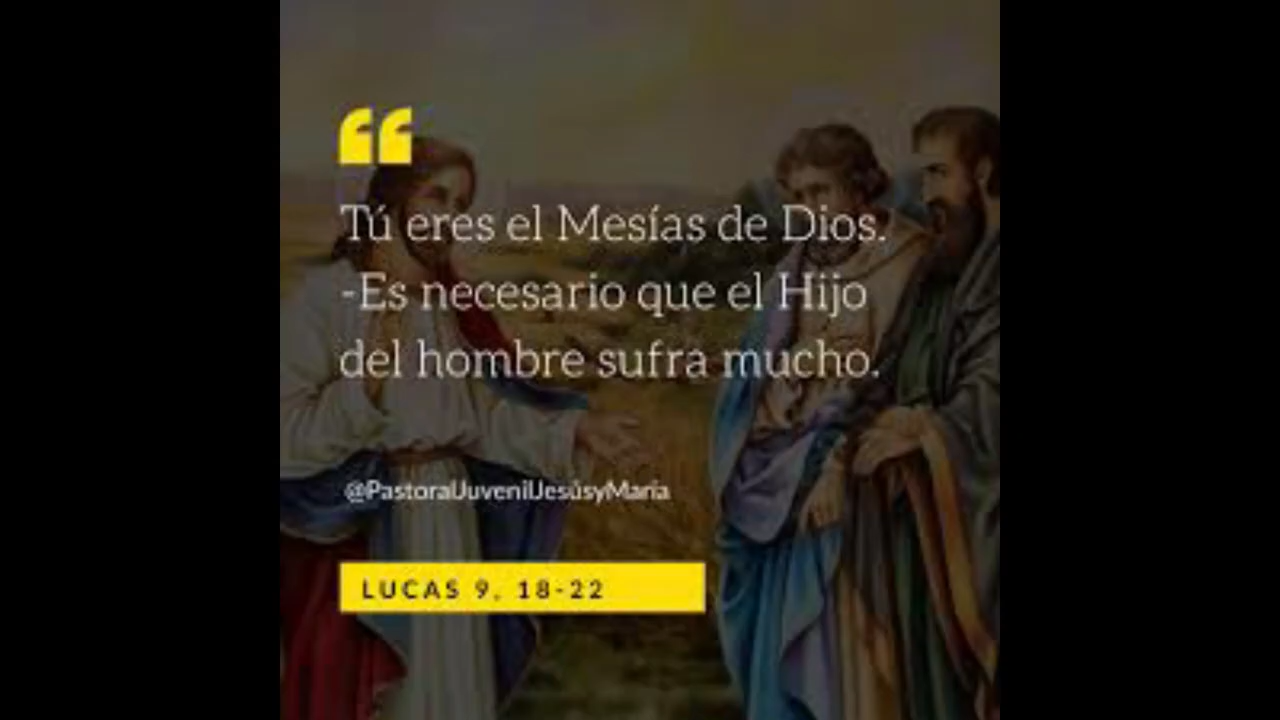 “
Tú eres el Mesías de Dios.
-Es necesario que el Hijo
del hombre sufra mucho.
@PastoralJuvenilJesúsyMaría
LUCAS 9, 18-22